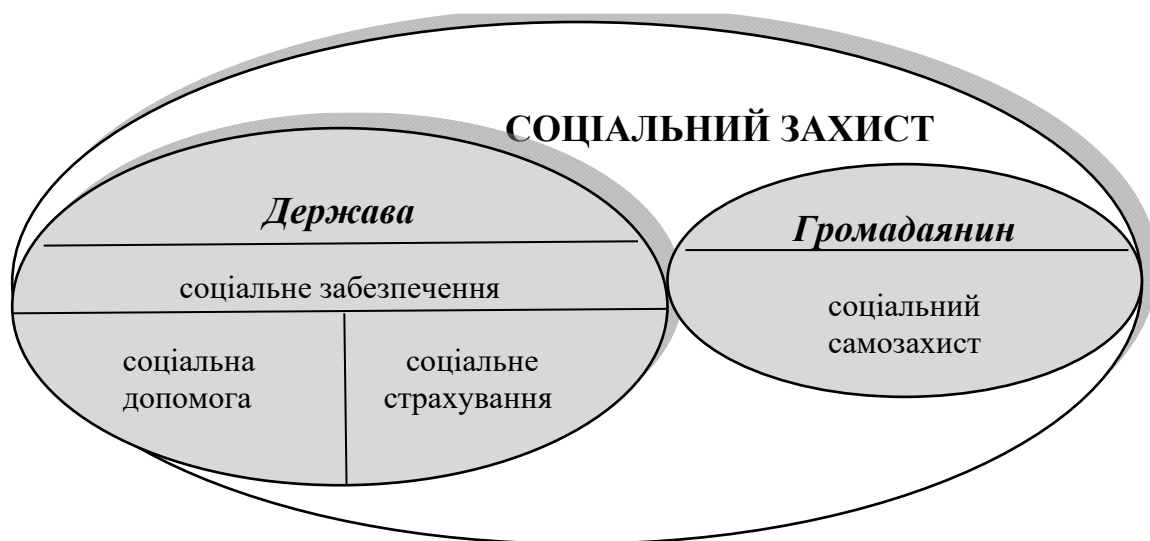 СОЦІАЛЬНИЙ ЗАХИСТ
Держава
соціальне забезпечення
соціальна
допомога
соціальне
страхування
Громадаянин
соціальний
самозахист